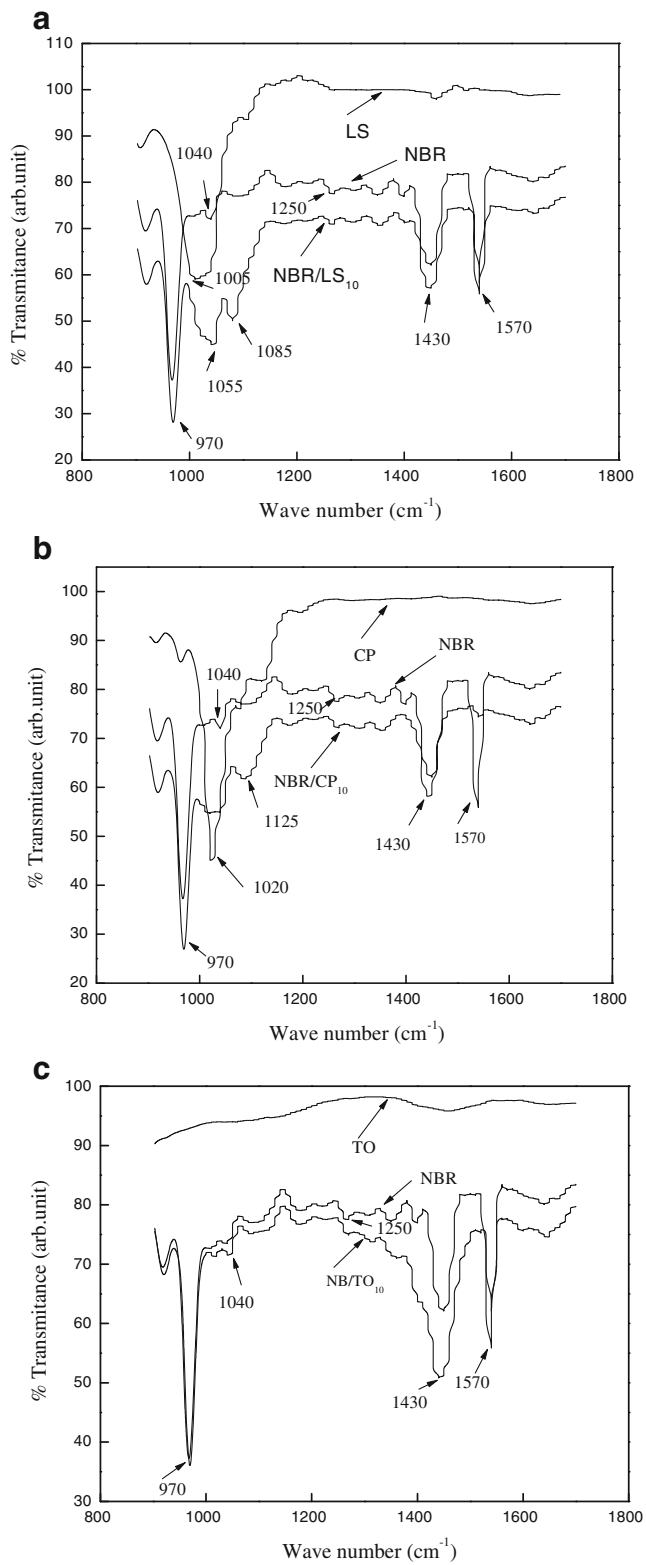 a
110
100
90
80
70
60
50
40
30
20
% Transmitance (arb.unit)
LS
1040
NBR
1250
NBR/LS10
1005
1055
1085
970
1430
1570
800 1000 1200 1400 1600 1800
Wave number (cm-1)
b
100
90
80
70
60
50
40
30
20
% Transmitance (arb.unit)
CP
NBR
1040
1250
NBR/CP10
1125
1020
970
1430
1570
800 1000 1200 1400 1600 1800
Wave number (cm-1)
c
100
90
80
70
60
50
40
30
% Transmitance (arb.unit)
TO
NBR
1250
NB/TO10
1040
1430
1570
970
800 1000 1200 1400 1600 1800
Wave number (cm-1)